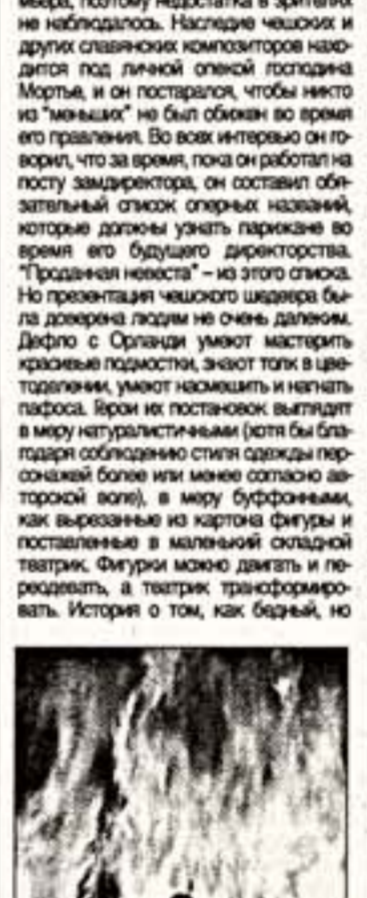 мьера, поэтому недостатка в зрителях
не наблюдалось. Наследие чешских и
других славянских композиторов нахо-
дится под личной опекой господина
Мортье, и он постарался, чтобы никто
из "меньших" не был обижен во время
его правления. Во всех интервью он го-
ворил, что за время, пока он работал на
посту замдиректора, он составил обя-
зательный список оперных названий,
которые должны узнать парижане во
время его будущего директорства.
"Проданная невеста" – из этого списка.
Но презентация чешского шедевра бы-
ла доверена людям не очень далеким.
Дефло с Орланди умеют мастерить
красивые подмостки, знают толк в цве-
тоделении, умеют насмешить и нагнать
пафоса. Герои их постановок выглядят
в меру натуралистичными (хотя бы бла-
годаря соблюдению стиля одежды пер-
сонажей более или менее согласно ав-
торской воле), в меру буффонными,
как вырезанные из картона фигуры и
поставленные в маленький складной
театрик. Фигурки можно двигать и пе-
реодевать, а театрик трансформиро-
вать. История о том, как бедный, но